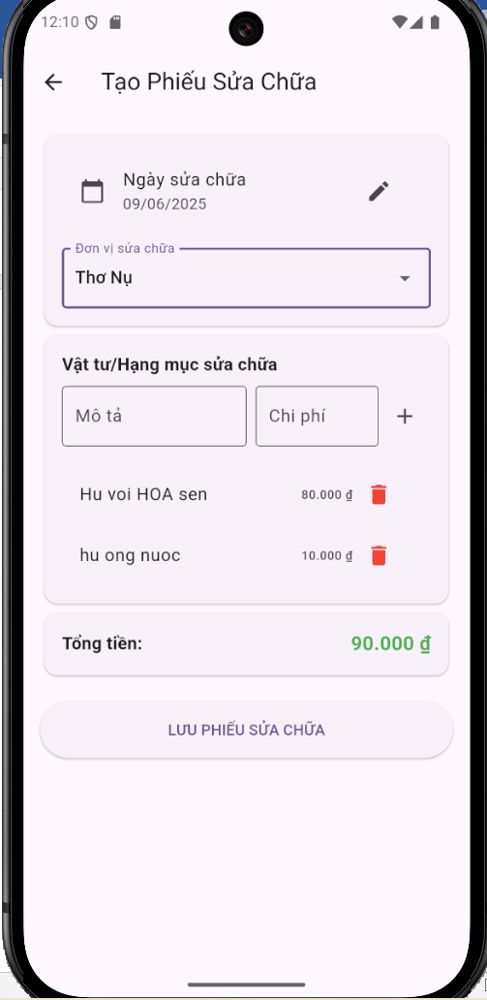 12:10
Tạo Phiếu Sửa Chữa
Ngày sửa chữa
09/06/2025
Đơn vị sửa chữa
Thơ Nụ
Vật tư/Hạng mục sửa chữa
Mô tả Chi phí +
Hu voi HOA sen 80.000 ₫
hu ong nuoc 10.000 ₫
Tổng tiền: 90.000 ₫
LƯU PHIẾU SỬA CHỮA